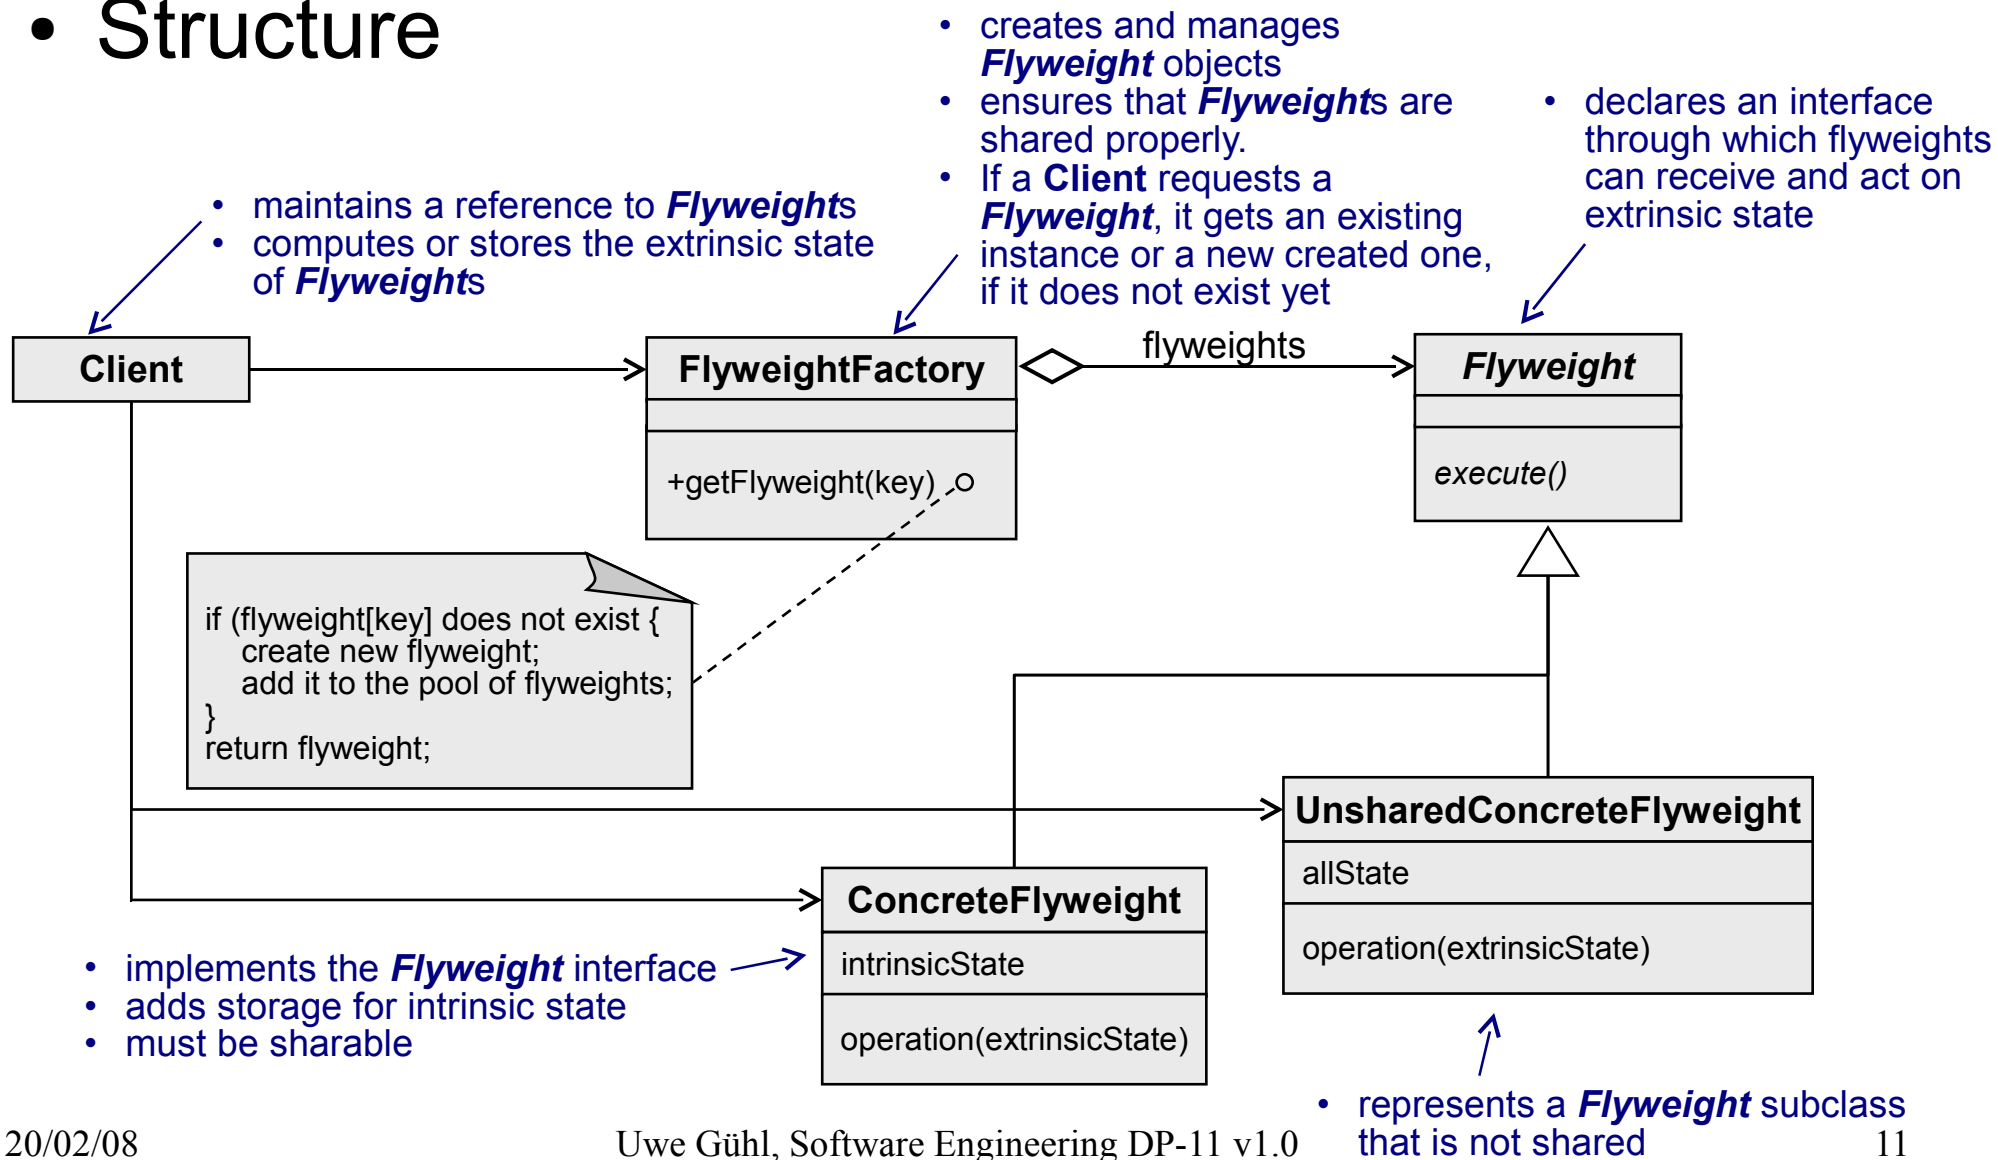 • Structure
• creates and manages
Flyweight objects
• ensures that Flyweights are
shared properly.
• If a Client requests a
Flyweight, it gets an existing
instance or a new created one,
if it does not exist yet
• declares an interface
through which flyweights
can receive and act on
extrinsic state
• maintains a reference to Flyweights
• computes or stores the extrinsic state
of Flyweights
Client
FlyweightFactory
flyweights
Flyweight
+getFlyweight(key)
execute()
if (flyweight[key] does not exist {
create new flyweight;
add it to the pool of flyweights;
}
return flyweight;
UnsharedConcreteFlyweight
allState
operation(extrinsicState)
ConcreteFlyweight
intrinsicState
operation(extrinsicState)
• implements the Flyweight interface
• adds storage for intrinsic state
• must be sharable
• represents a Flyweight subclass
that is not shared
20/02/08
Uwe Gühl, Software Engineering DP-11 v1.0
11